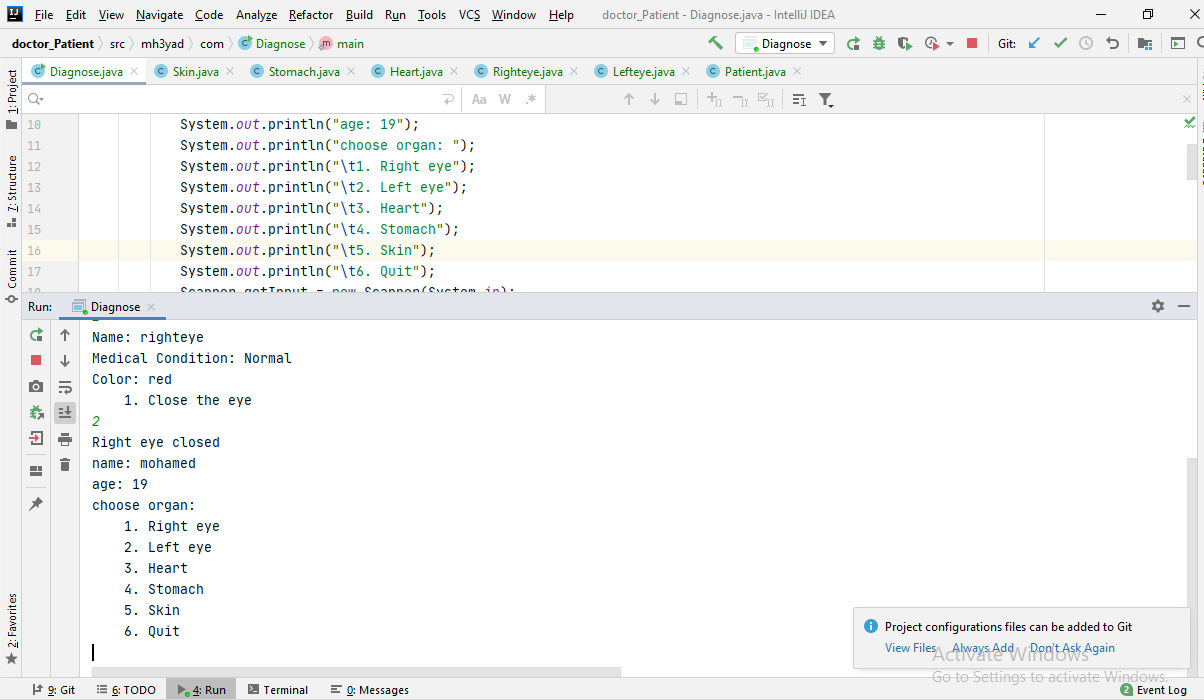 File Edit View Navigate Code Analyze Refactor Build Run Tools VCS Window Help doctor_Patient - Diagnose.java - IntelliJ IDEA
doctor_Patient src mh3yad com Diagnose main Diagnose Git:
Diagnose.java Skin.java Stomach.java Heart.java Righteye.java Lefteye.java Patient.java
Aa W .*
1: Project
7: Structure
Commit
2: Favorites
10 System.out.println("age: 19");
11 System.out.println("choose organ: ");
12 System.out.println("\t1. Right eye");
13 System.out.println("\t2. Left eye");
14 System.out.println("\t3. Heart");
15 System.out.println("\t4. Stomach");
16 System.out.println("\t5. Skin");
17 System.out.println("\t6. Quit");
18 Scanner getInput = new Scanner(System.in);
Run: Diagnose
Name: righteye
Medical Condition: Normal
Color: red
1. Close the eye
2
Right eye closed
name: mohamed
age: 19
choose organ:
1. Right eye
2. Left eye
3. Heart
4. Stomach
5. Skin
6. Quit
Project configurations files can be added to Git
View Files Always Add Don't Ask Again
Activate Windows
Go to Settings to activate Windows.
9: Git 6: TODO 4: Run Terminal 0: Messages 2 Event Log